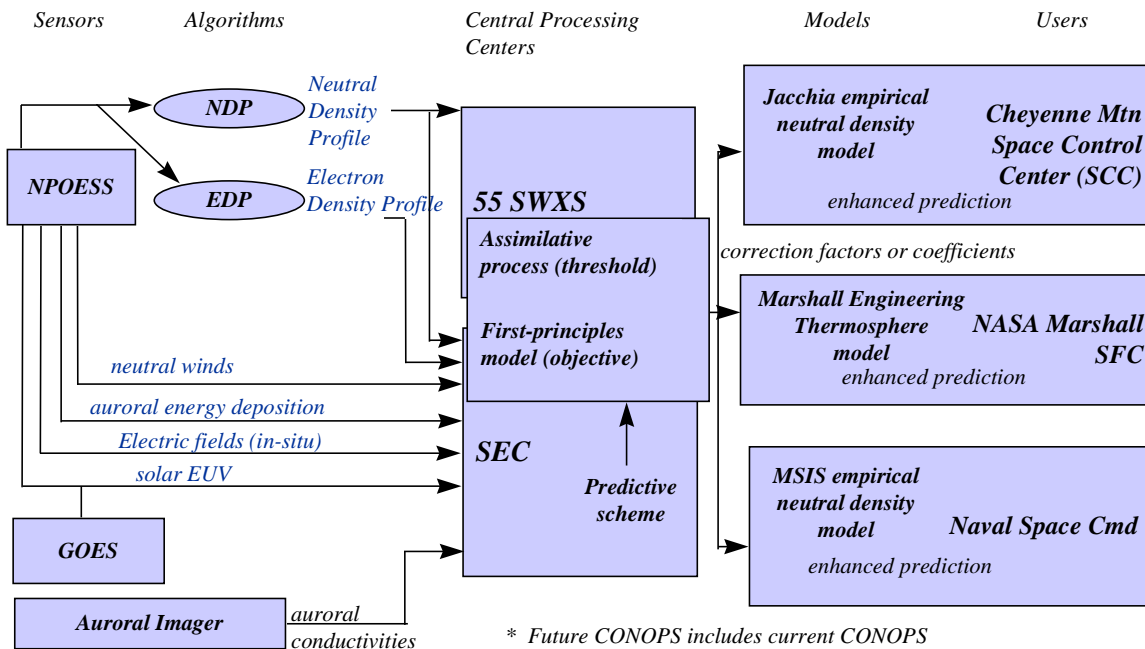 Sensors
Algorithms
Central Processing
Centers
Models
Users
NDP
Neutral
Density
Profile
NPOESS
EDP
Electron
Density Profile
55 SWXS
Assimilative
process (threshold)
First-principles
model (objective)
neutral winds
auroral energy deposition
Electric fields (in-situ)
solar EUV
SEC
Predictive
scheme
GOES
Auroral Imager
auroral
conductivities
Jacchia empirical
neutral density
model
Cheyenne Mtn
Space Control
Center (SCC)
enhanced prediction
correction factors or coefficients
Marshall Engineering
Thermosphere
model
NASA Marshall
SFC
enhanced prediction
MSIS empirical
neutral density
model
Naval Space Cmd
enhanced prediction
* Future CONOPS includes current CONOPS